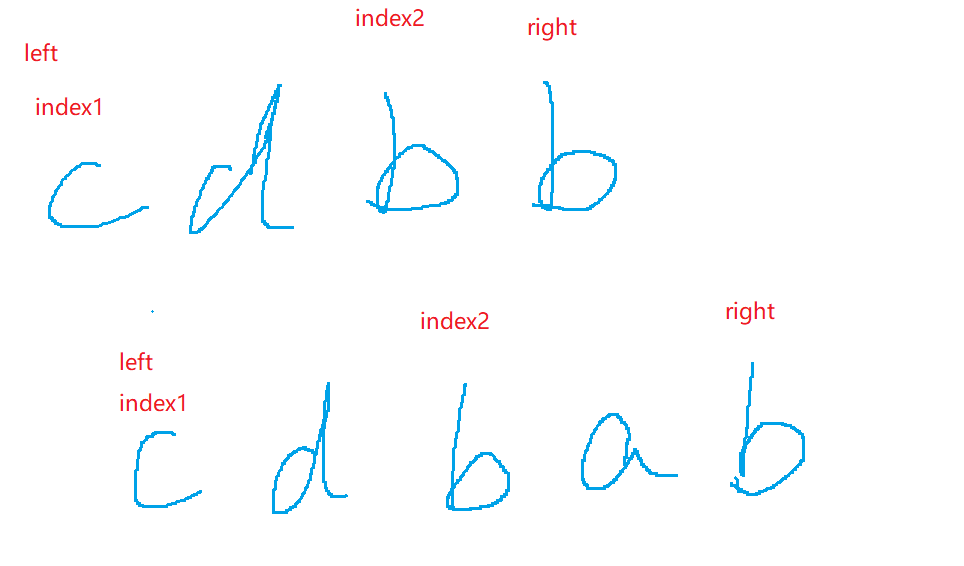 index2 right
left
index1
c d b b
index2 right
left
index1
c d b a b